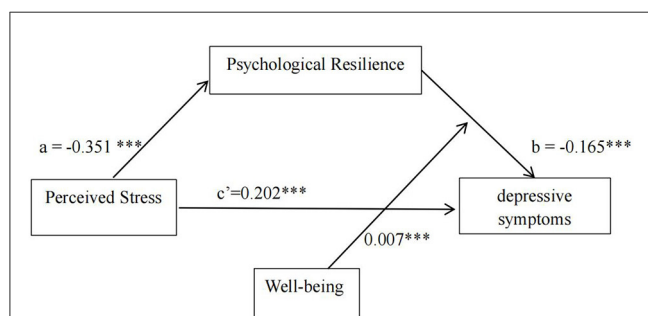 Psychological Resilience
a = -0.351 ***
b = -0.165***
Perceived Stress
c'=0.202***
depressive
symptoms
0.007***
Well-being